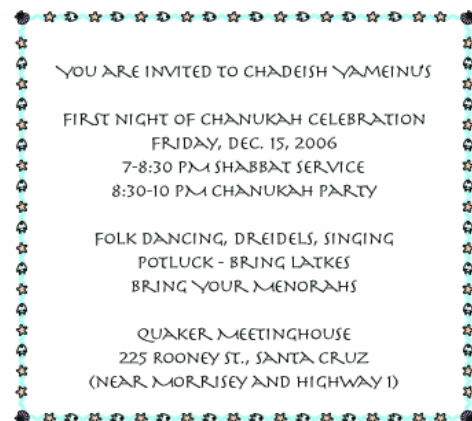 YOU ARE INVITED TO CHADEISH YAMEINU'S
FIRST NIGHT OF CHANUKAH CELEBRATION
FRIDAY, DEC. 15, 2006
7-8:30 PM SHABBAT SERVICE
8:30-10 PM CHANUKAH PARTY
FOLK DANCING, DREIDELS, SINGING
POTLUCK - BRING LATKES
BRING YOUR MENORAHS
QUAKER MEETINGHOUSE
225 ROONEY ST., SANTA CRUZ
(NEAR MORRISEY AND HIGHWAY 1)